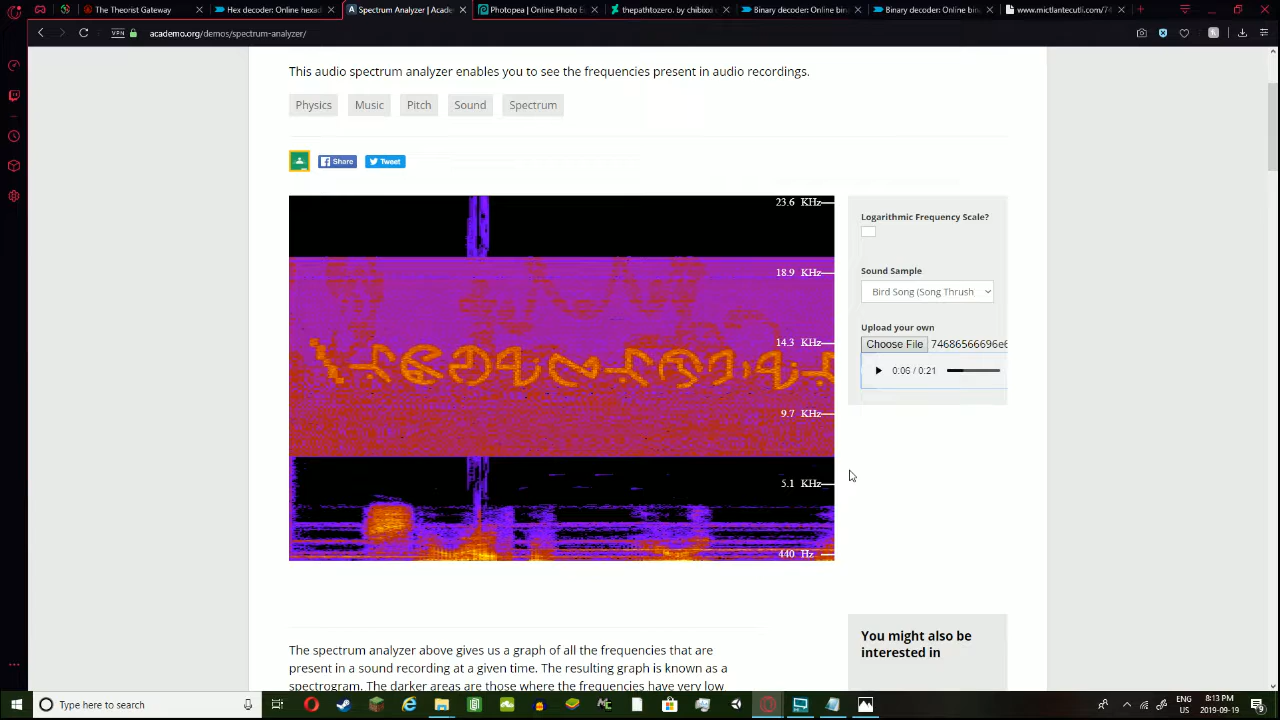 The Theorist Gateway
Hex decoder: Online hexad
Spectrum Analyzer | Acade
Photopea | Online Photo E
thepathtozero. by chibixxi
Binary decoder: Online bina
Binary decoder: Online bin
www.mictlantecutli.com/74
VPN
academo.org/demos/spectrum-analyzer/
This audio spectrum analyzer enables you to see the frequencies present in audio recordings.
Physics Music Pitch Sound Spectrum
Share Tweet
23.6 KHz
18.9 KHz
14.3 KHz
9.7 KHz
5.1 KHz
440 Hz
Logarithmic Frequency Scale?
Sound Sample
Bird Song (Song Thrush
Upload your own
Choose File 74686566696e6
0:06 / 0:21
The spectrum analyzer above gives us a graph of all the frequencies that are
present in a sound recording at a given time. The resulting graph is known as a
spectrogram. The darker areas are those where the frequencies have very low
You might also be
interested in
Type here to search
ENG
US
8:13 PM
2019-09-19